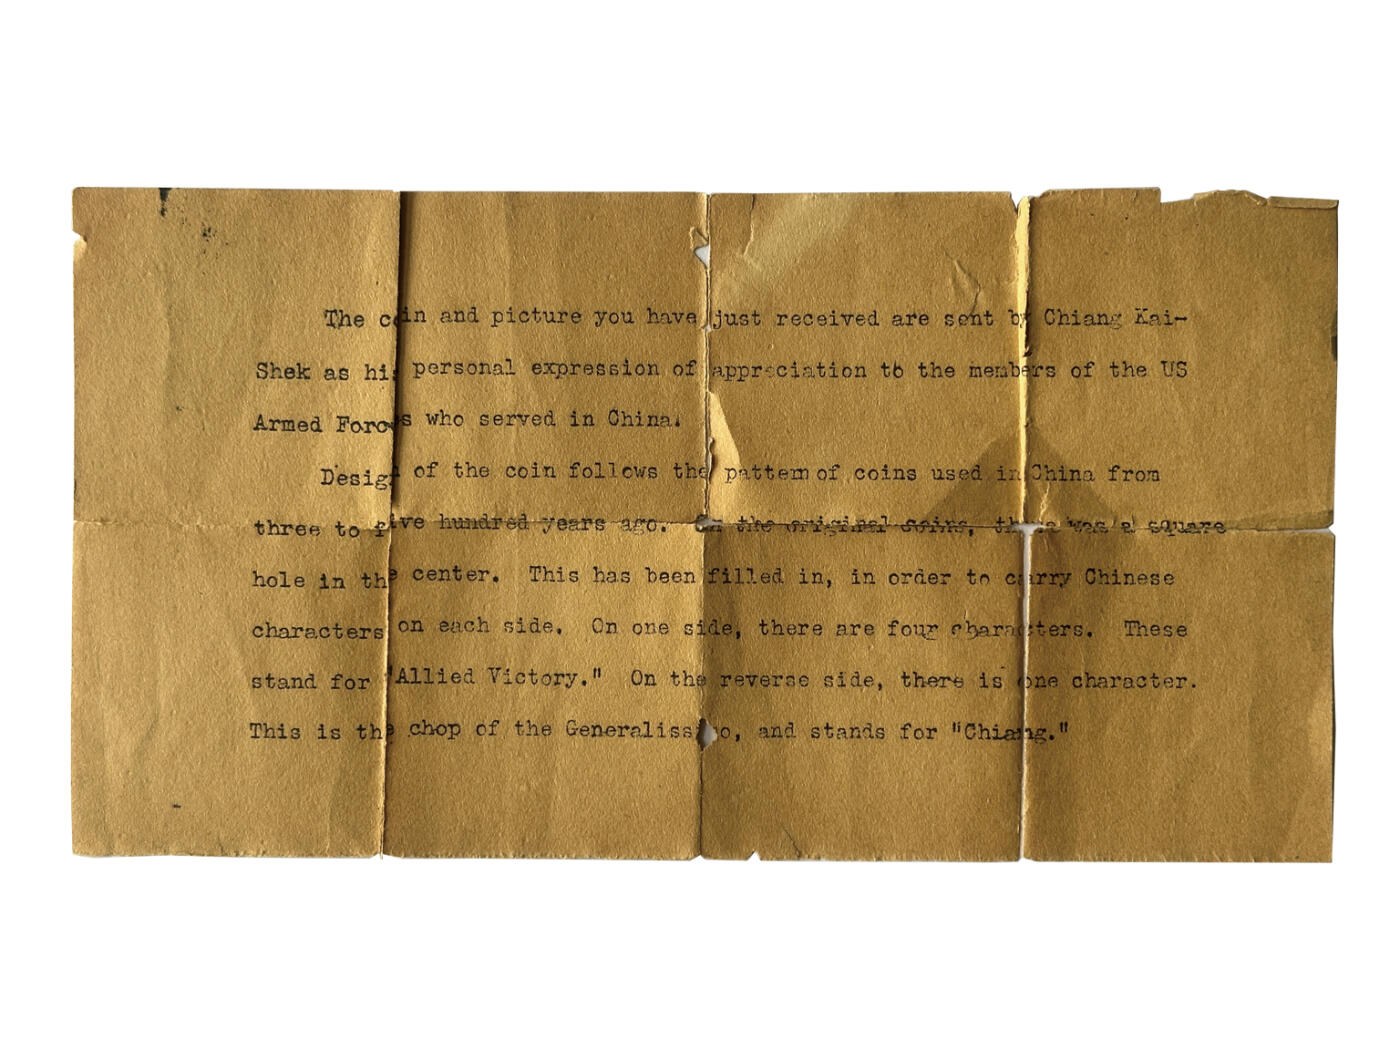 The coin and picture you have just received are sent by Chiang Kai-
Shek as his personal expression of appreciation to the members of the US
Armed Forces who served in China.
Design of the coin follows the pattern of coins used in China from
three to five hundred years ago. In the original coins, there was a square
hole in the center. This has been filled in, in order to carry Chinese
characters on each side. On one side, there are four characters. These
stand for "Allied Victory." On the reverse side, there is one character.
This is the chop of the Generalissimo, and stands for "Chiang."